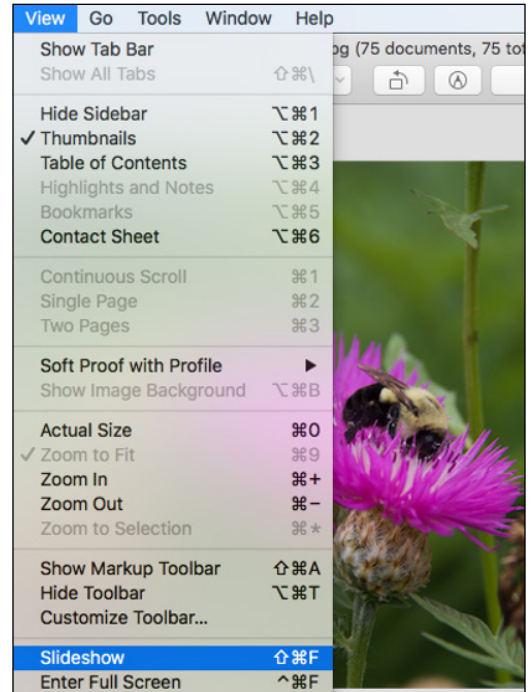 View Go Tools Window Help
Show Tab Bar
pg (75 documents, 75 tot
Show All Tabs ⇧⌘\
Hide Sidebar ⌥⌘1
✓ Thumbnails ⌥⌘2
Table of Contents ⌥⌘3
Highlights and Notes ⌥⌘4
Bookmarks ⌥⌘5
Contact Sheet ⌥⌘6
Continuous Scroll ⌘1
Single Page ⌘2
Two Pages ⌘3
Soft Proof with Profile ▶
Show Image Background ⌥⌘B
Actual Size ⌘0
✓ Zoom to Fit ⌘9
Zoom In ⌘+
Zoom Out ⌘−
Zoom to Selection ⌘*
Show Markup Toolbar ⇧⌘A
Hide Toolbar ⌥⌘T
Customize Toolbar...
Slideshow ⇧⌘F
Enter Full Screen ^⌘F